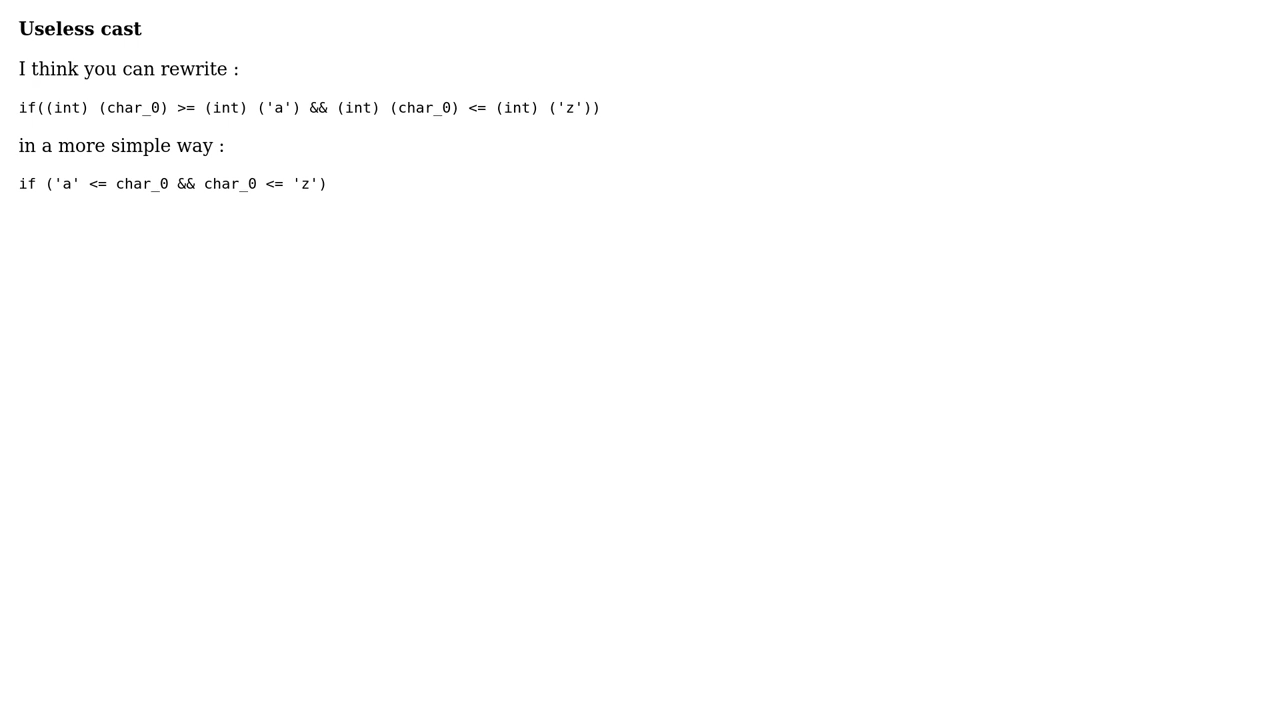 Useless cast
I think you can rewrite :
if((int) (char_0) >= (int) ('a') && (int) (char_0) <= (int) ('z'))
in a more simple way :
if ('a' <= char_0 && char_0 <= 'z')